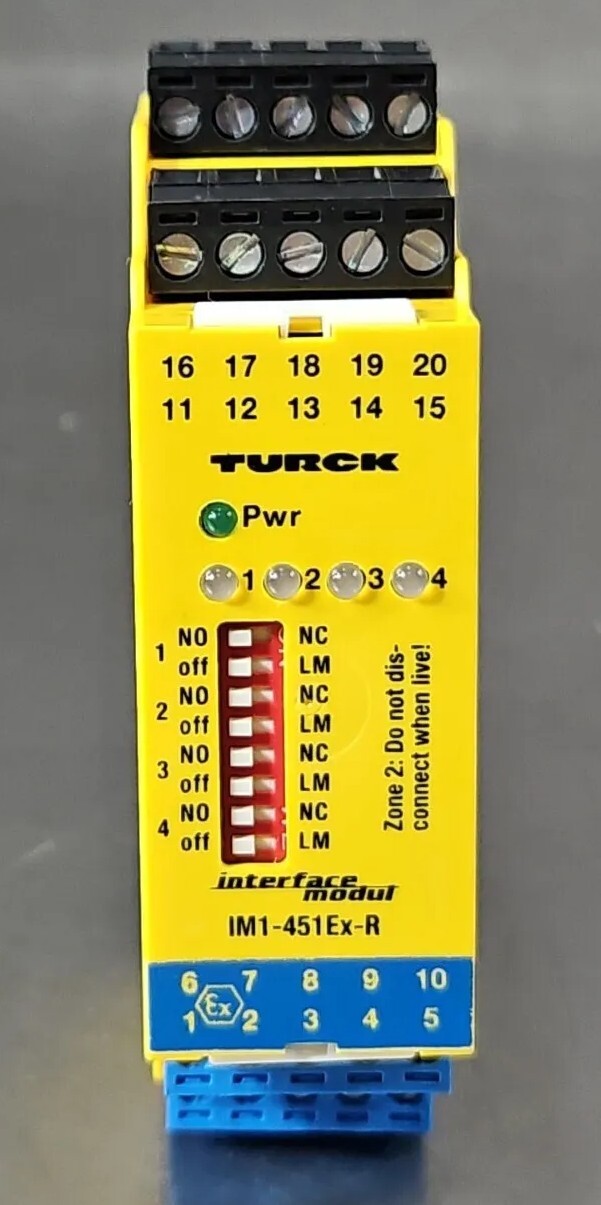 16 17 18 19 20
11 12 13 14 15
TURCK
Pwr
1 2 3 4
1 NO NC
off LM
2 NO NC
off LM
3 NO NC
off LM
4 NO NC
off LM
Zone 2: Do not dis-
connect when live!
interface
modul
IM1-451Ex-R
6 7 8 9 10
Ex
1 2 3 4 5